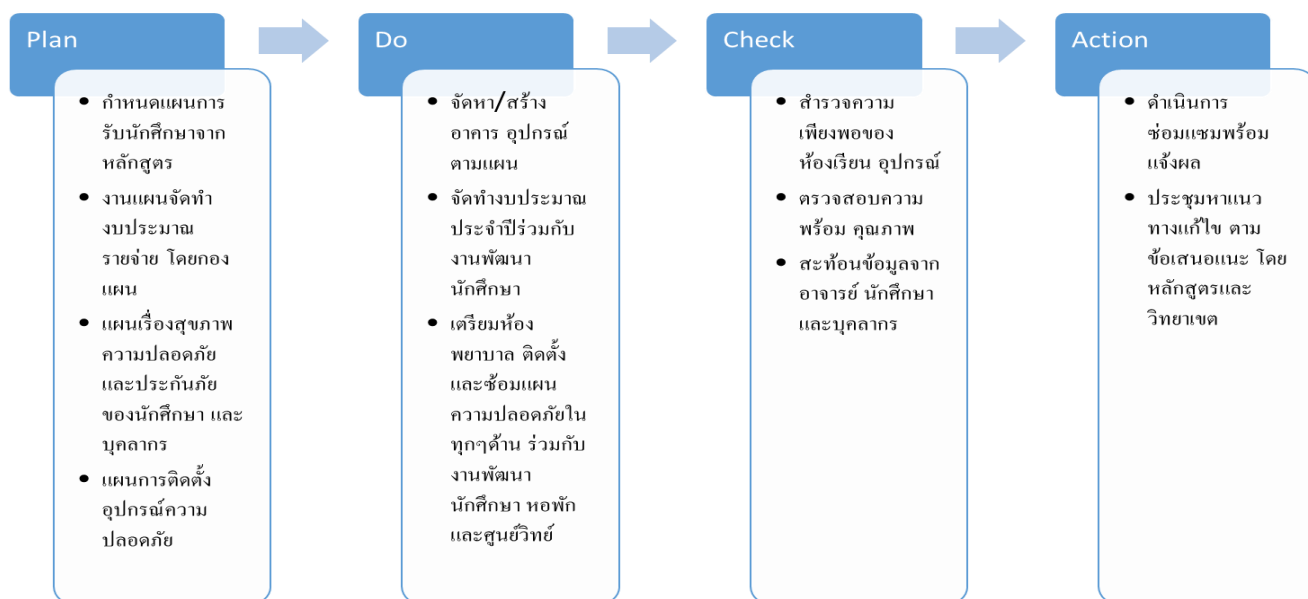 Plan
• กำหนดแผนการ
รับนักศึกษาจาก
หลักสูตร
• งานแผนจัดทำ
งบประมาณ
รายจ่าย โดยกอง
แผน
• แผนเรื่องสุขภาพ
ความปลอดภัย
และประกันภัย
ของนักศึกษา และ
บุคลากร
• แผนการติดตั้ง
อุปกรณ์ความ
ปลอดภัย
Do
• จัดหา/สร้าง
อาคาร อุปกรณ์
ตามแผน
• จัดทำงบประมาณ
ประจำปีร่วมกับ
งานพัฒนา
นักศึกษา
• เตรียมห้อง
พยาบาล ติดตั้ง
และซ้อมแผน
ความปลอดภัยใน
ทุกๆด้าน ร่วมกับ
งานพัฒนา
นักศึกษา หอพัก
และศูนย์วิทย์
Check
• สำรวจความ
เพียงพอของ
ห้องเรียน อุปกรณ์
• ตรวจสอบความ
พร้อม คุณภาพ
• สะท้อนข้อมูลจาก
อาจารย์ นักศึกษา
และบุคลากร
Action
• ดำเนินการ
ซ่อมแซมพร้อม
แจ้งผล
• ประชุมหาแนว
ทางแก้ไข ตาม
ข้อเสนอแนะ โดย
หลักสูตรและ
วิทยาเขต